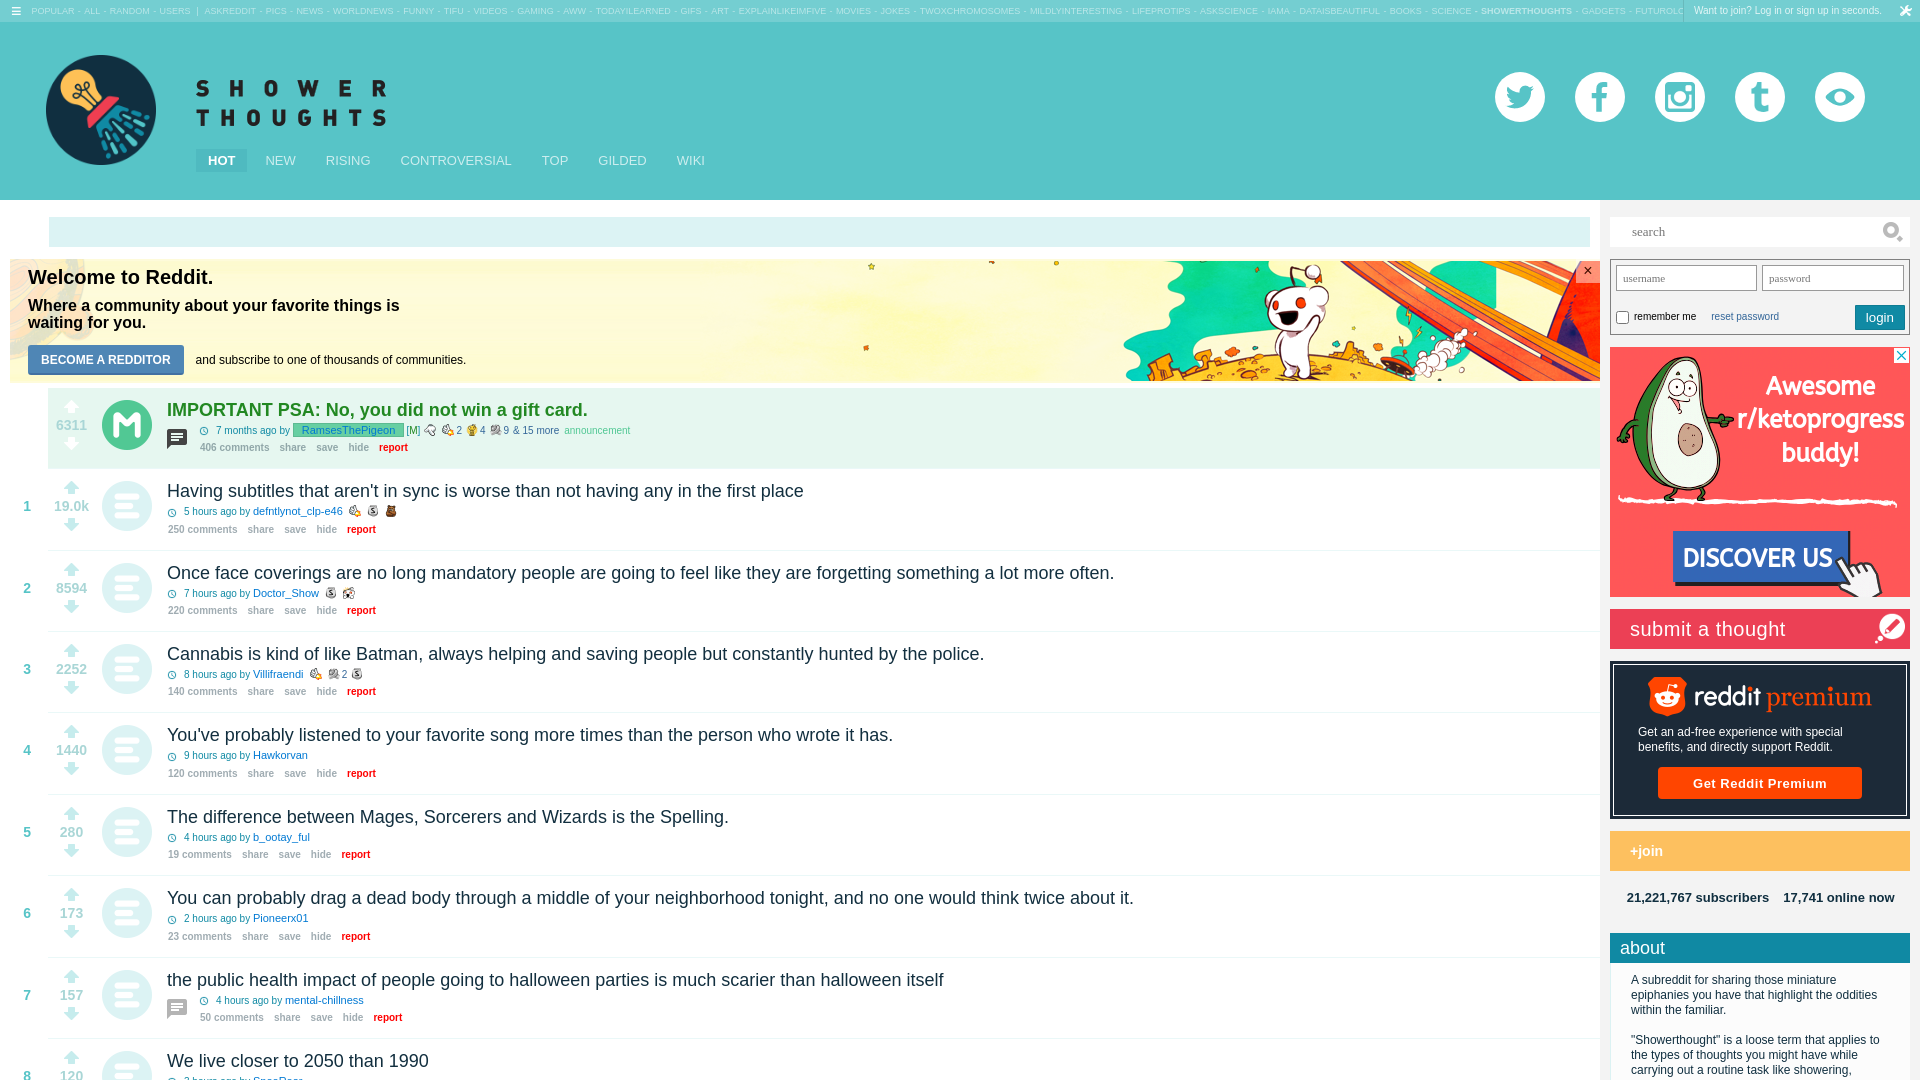 POPULAR - ALL - RANDOM - USERS | ASKREDDIT - PICS - NEWS - WORLDNEWS - FUNNY - TIFU - VIDEOS - GAMING - AWW - TODAYILEARNED - GIFS - ART - EXPLAINLIKEIMFIVE - MOVIES - JOKES - TWOXCHROMOSOMES - MILDLYINTERESTING - LIFEPROTIPS - ASKSCIENCE - IAMA - DATAISBEAUTIFUL - BOOKS - SCIENCE - SHOWERTHOUGHTS - GADGETS - FUTUROLO
Want to join? Log in or sign up in seconds.
SHOWER
THOUGHTS
HOT NEW RISING CONTROVERSIAL TOP GILDED WIKI
Welcome to Reddit.
Where a community about your favorite things is
waiting for you.
BECOME A REDDITOR and subscribe to one of thousands of communities.
×
6311
M
IMPORTANT PSA: No, you did not win a gift card.
7 months ago by RamsesThePigeon [M] 2 4 9 & 15 more announcement
406 comments share save hide report
1
19.0k
Having subtitles that aren't in sync is worse than not having any in the first place
5 hours ago by defntlynot_clp-e46
250 comments share save hide report
2
8594
Once face coverings are no long mandatory people are going to feel like they are forgetting something a lot more often.
7 hours ago by Doctor_Show
220 comments share save hide report
3
2252
Cannabis is kind of like Batman, always helping and saving people but constantly hunted by the police.
8 hours ago by Villifraendi 2
140 comments share save hide report
4
1440
You've probably listened to your favorite song more times than the person who wrote it has.
9 hours ago by Hawkorvan
120 comments share save hide report
5
280
The difference between Mages, Sorcerers and Wizards is the Spelling.
4 hours ago by b_ootay_ful
19 comments share save hide report
6
173
You can probably drag a dead body through a middle of your neighborhood tonight, and no one would think twice about it.
2 hours ago by Pioneerx01
23 comments share save hide report
7
157
the public health impact of people going to halloween parties is much scarier than halloween itself
4 hours ago by mental-chillness
50 comments share save hide report
8
120
We live closer to 2050 than 1990
search
username password
remember me reset password login
Awesome
r/ketoprogress
buddy!
DISCOVER US
submit a thought
reddit premium
Get an ad-free experience with special
benefits, and directly support Reddit.
Get Reddit Premium
+join
21,221,767 subscribers 17,741 online now
about
A subreddit for sharing those miniature
epiphanies you have that highlight the oddities
within the familiar.
"Showerthought" is a loose term that applies to
the types of thoughts you might have while
carrying out a routine task like showering,